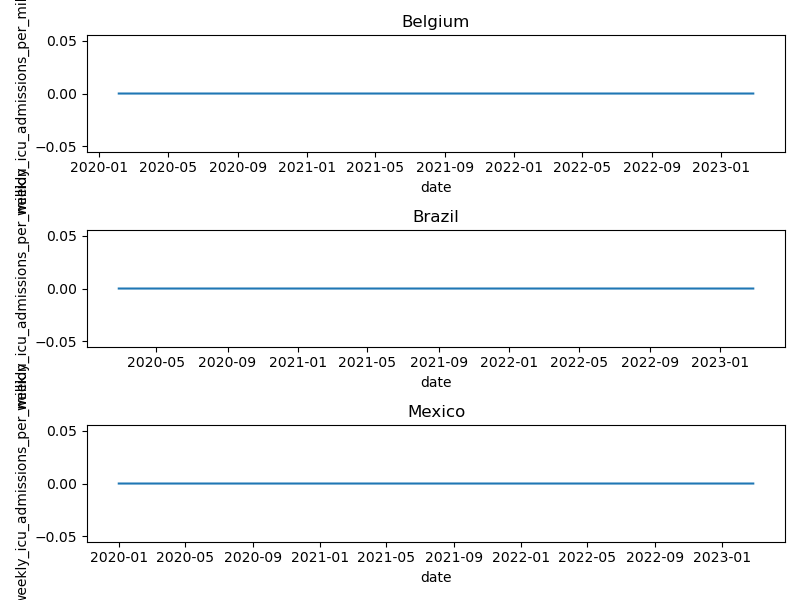 Belgium
weekly_icu_admissions_per_mil
0.05
0.00
−0.05
2020-01 2020-05 2020-09 2021-01 2021-05 2021-09 2022-01 2022-05 2022-09 2023-01
date
Brazil
weekly_icu_admissions_per_million
0.05
0.00
−0.05
2020-05 2020-09 2021-01 2021-05 2021-09 2022-01 2022-05 2022-09 2023-01
date
Mexico
weekly_icu_admissions_per_million
0.05
0.00
−0.05
2020-01 2020-05 2020-09 2021-01 2021-05 2021-09 2022-01 2022-05 2022-09 2023-01
date